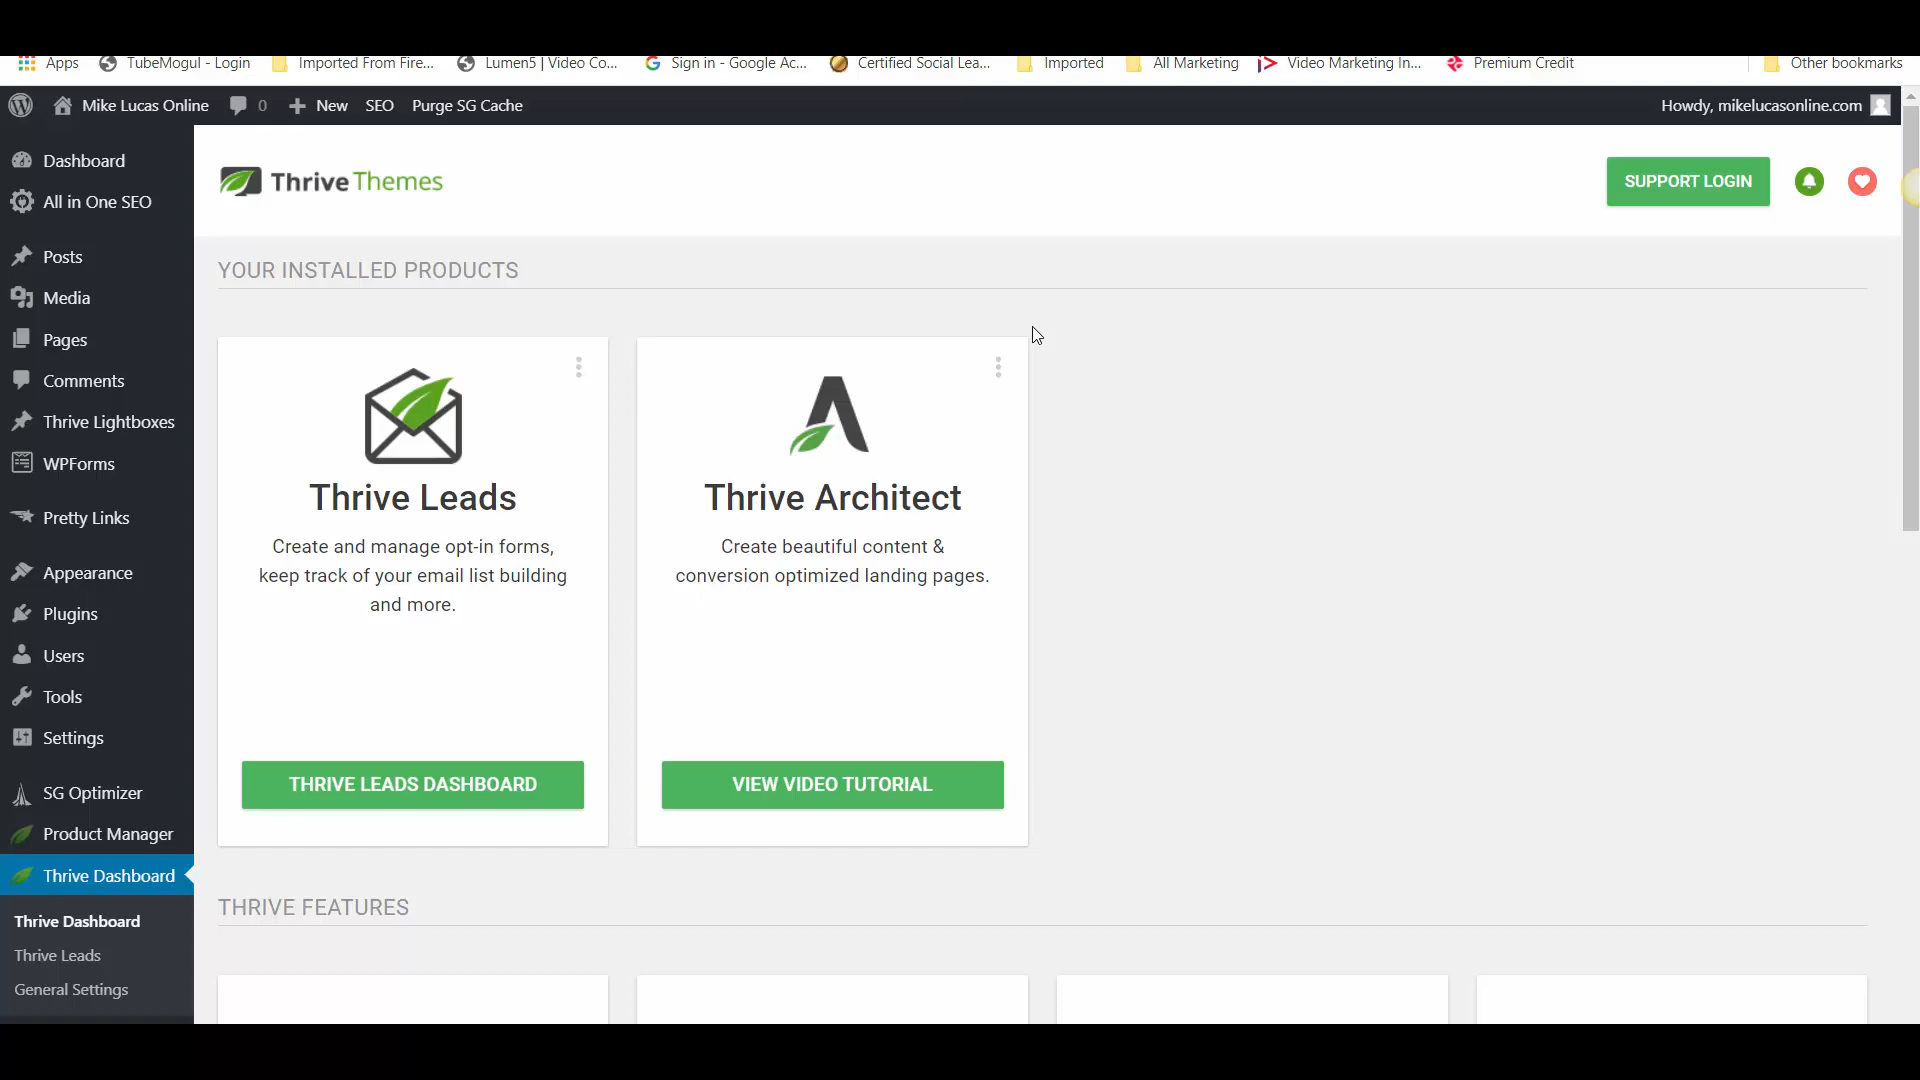 Apps TubeMogul - Login Imported From Fire... Lumen5 | Video Co... Sign in - Google Ac... Certified Social Lea... Imported All Marketing Video Marketing In... Premium Credit Other bookmarks
Mike Lucas Online 0 New SEO Purge SG Cache Howdy, mikelucasonline.com
Dashboard
All in One SEO
Posts
Media
Pages
Comments
Thrive Lightboxes
WPForms
Pretty Links
Appearance
Plugins
Users
Tools
Settings
SG Optimizer
Product Manager
Thrive Dashboard
Thrive Dashboard
Thrive Leads
General Settings
Thrive Themes
SUPPORT LOGIN
YOUR INSTALLED PRODUCTS
Thrive Leads
Create and manage opt-in forms,
keep track of your email list building
and more.
THRIVE LEADS DASHBOARD
Thrive Architect
Create beautiful content &
conversion optimized landing pages.
VIEW VIDEO TUTORIAL
THRIVE FEATURES